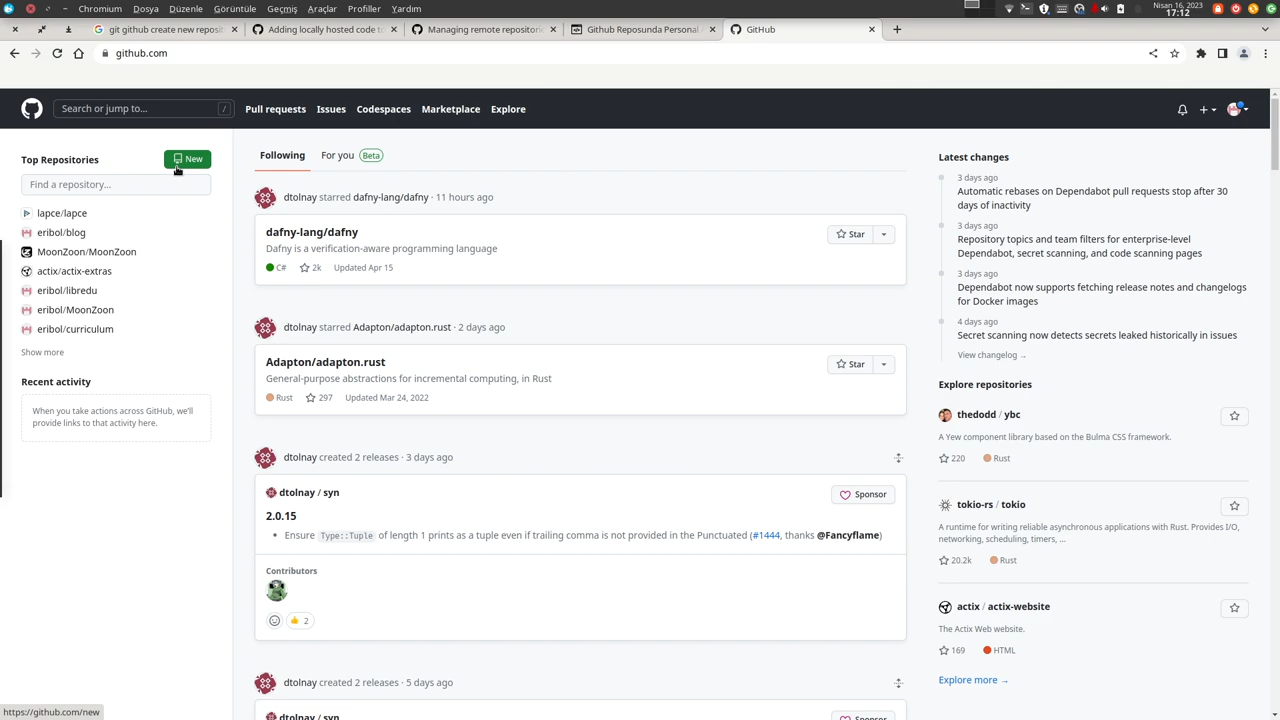 Chromium Dosya Düzenle Görüntüle Geçmiş Araçlar Profiller Yardım
Nisan 16, 2023
17:12
git github create new reposit
Adding locally hosted code to
Managing remote repositorie
Github Reposunda Personal A
GitHub
github.com
Search or jump to... /
Pull requests Issues Codespaces Marketplace Explore
Top Repositories
New
Find a repository...
lapce/lapce
eribol/blog
MoonZoon/MoonZoon
actix/actix-extras
eribol/libredu
eribol/MoonZoon
eribol/curriculum
Show more
Recent activity
When you take actions across GitHub, we'll
provide links to that activity here.
Following For you Beta
dtolnay starred dafny-lang/dafny · 11 hours ago
dafny-lang/dafny
Star
Dafny is a verification-aware programming language
C# 2k Updated Apr 15
dtolnay starred Adapton/adapton.rust · 2 days ago
Adapton/adapton.rust
Star
General-purpose abstractions for incremental computing, in Rust
Rust 297 Updated Mar 24, 2022
dtolnay created 2 releases · 3 days ago
dtolnay / syn
Sponsor
2.0.15
• Ensure Type::Tuple of length 1 prints as a tuple even if trailing comma is not provided in the Punctuated (#1444, thanks @Fancyflame)
Contributors
2
dtolnay created 2 releases · 5 days ago
dtolnay / syn
Sponsor
Latest changes
3 days ago
Automatic rebases on Dependabot pull requests stop after 30
days of inactivity
3 days ago
Repository topics and team filters for enterprise-level
Dependabot, secret scanning, and code scanning pages
3 days ago
Dependabot now supports fetching release notes and changelogs
for Docker images
4 days ago
Secret scanning now detects secrets leaked historically in issues
View changelog →
Explore repositories
thedodd / ybc
A Yew component library based on the Bulma CSS framework.
220 Rust
tokio-rs / tokio
A runtime for writing reliable asynchronous applications with Rust. Provides I/O,
networking, scheduling, timers, ...
20.2k Rust
actix / actix-website
The Actix Web website.
169 HTML
Explore more →
https://github.com/new